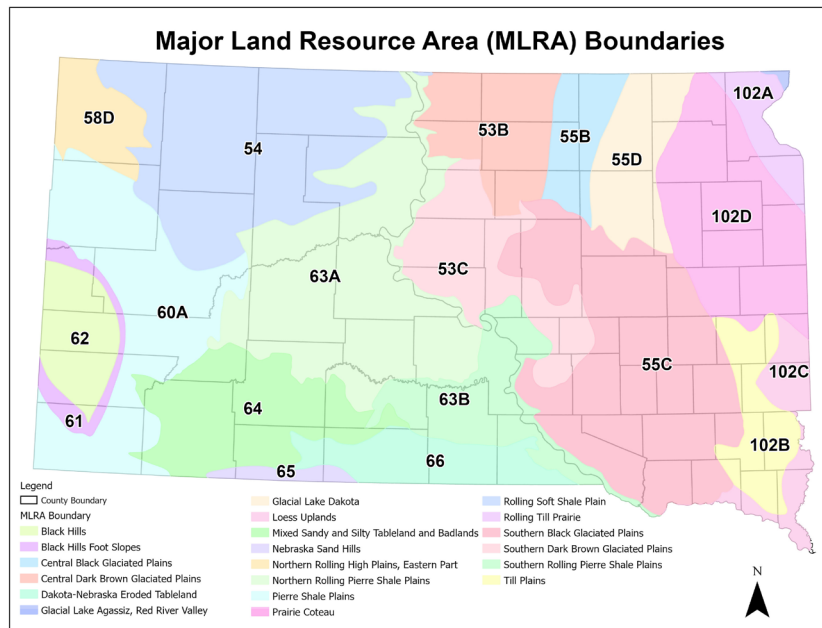 Major Land Resource Area (MLRA) Boundaries
58D
54
53B
55B
55D
102A
102D
53C
63A
60A
62
61
64
63B
65
66
55C
102C
102B
Legend
County Boundary
MLRA Boundary
Black Hills
Black Hills Foot Slopes
Central Black Glaciated Plains
Central Dark Brown Glaciated Plains
Dakota-Nebraska Eroded Tableland
Glacial Lake Agassiz, Red River Valley
Glacial Lake Dakota
Loess Uplands
Mixed Sandy and Silty Tableland and Badlands
Nebraska Sand Hills
Northern Rolling High Plains, Eastern Part
Northern Rolling Pierre Shale Plains
Pierre Shale Plains
Prairie Coteau
Rolling Soft Shale Plain
Rolling Till Prairie
Southern Black Glaciated Plains
Southern Dark Brown Glaciated Plains
Southern Rolling Pierre Shale Plains
Till Plains
N